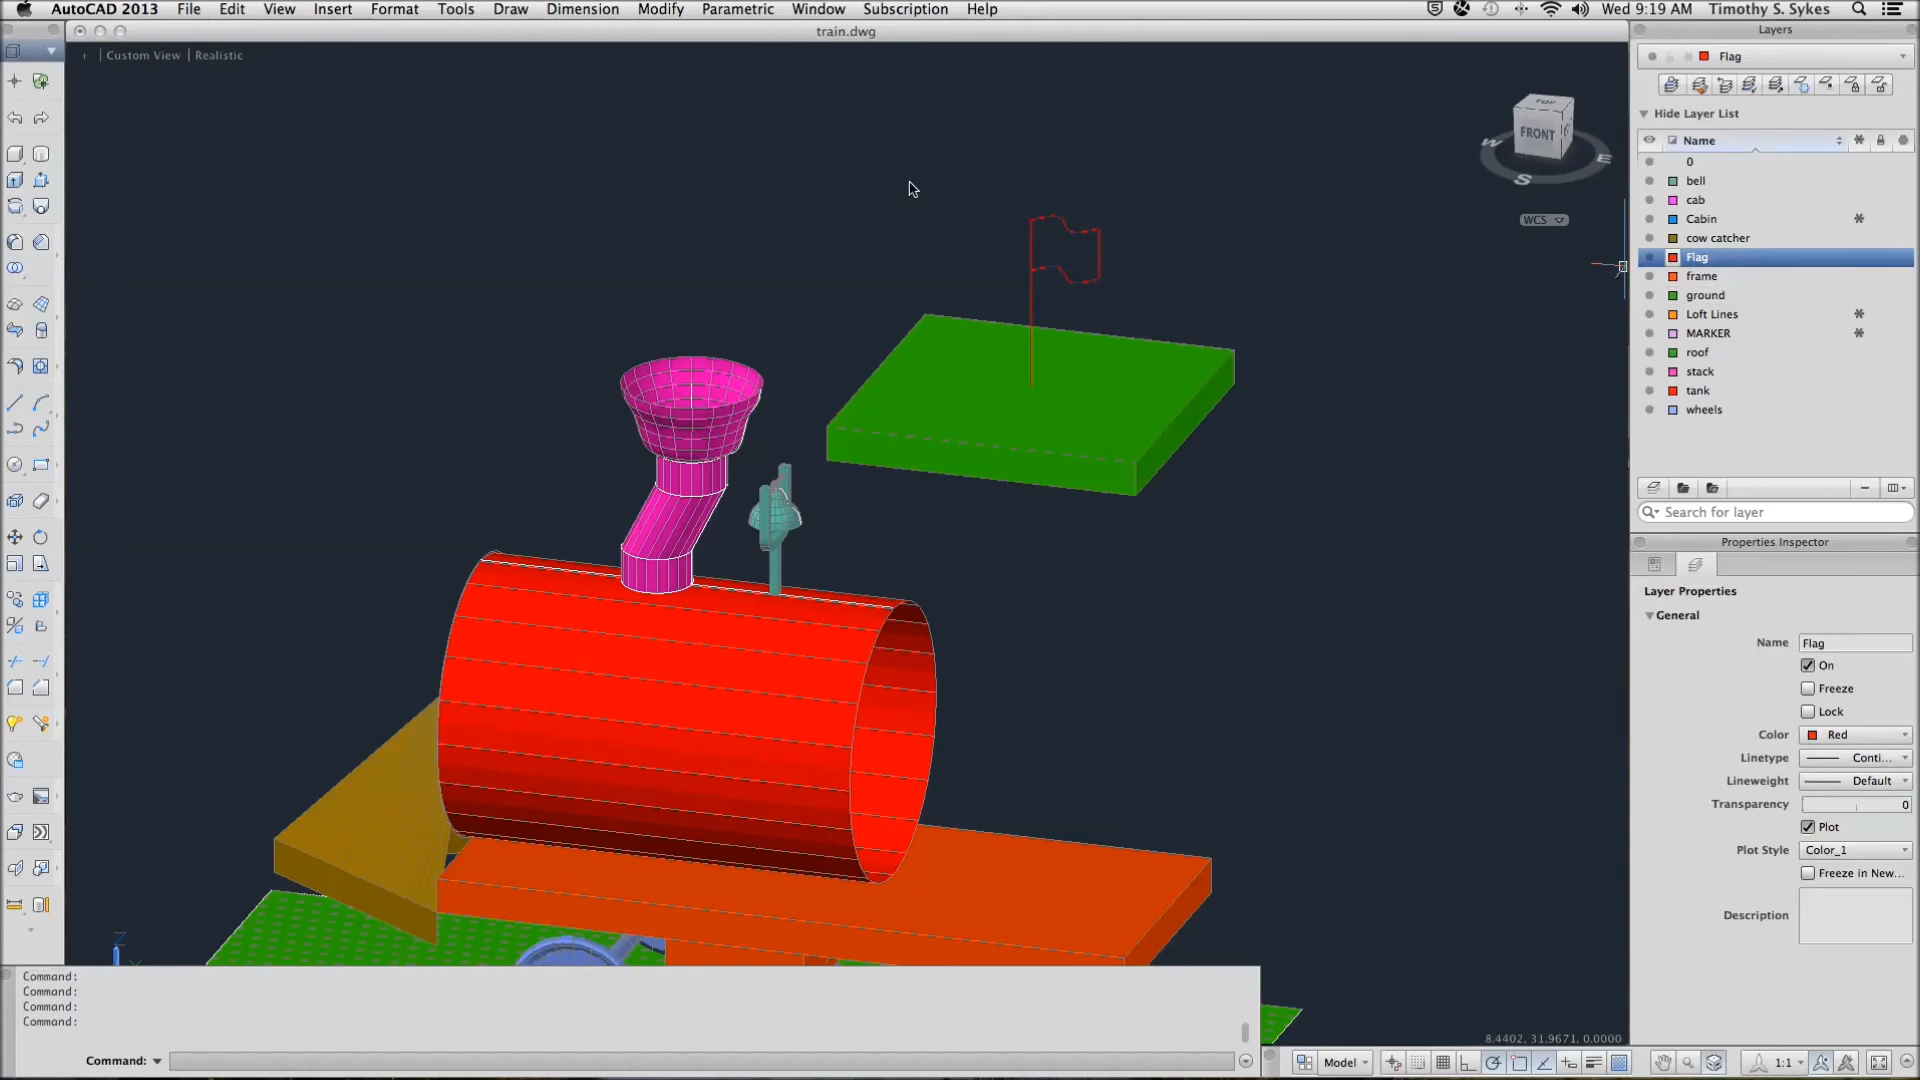 AutoCAD 2013 File Edit View Insert Format Tools Draw Dimension Modify Parametric Window Subscription Help Wed 9:19 AM Timothy S. Sykes
train.dwg
+ | Custom View | Realistic
Layers
Flag
Hide Layer List
Name
0
bell
cab
Cabin
cow catcher
Flag
frame
ground
Loft Lines
MARKER
roof
stack
tank
wheels
Search for layer
TOP
FRONT
W
E
S
WCS
Properties Inspector
Layer Properties
General
Name Flag
On
Freeze
Lock
Color Red
Linetype Conti...
Lineweight Default
Transparency 0
Plot
Plot Style Color_1
Freeze in New...
Description
Z
Command:
Command:
Command:
Command:
Command:
8.4402, 31.9671, 0.0000
Model
1:1